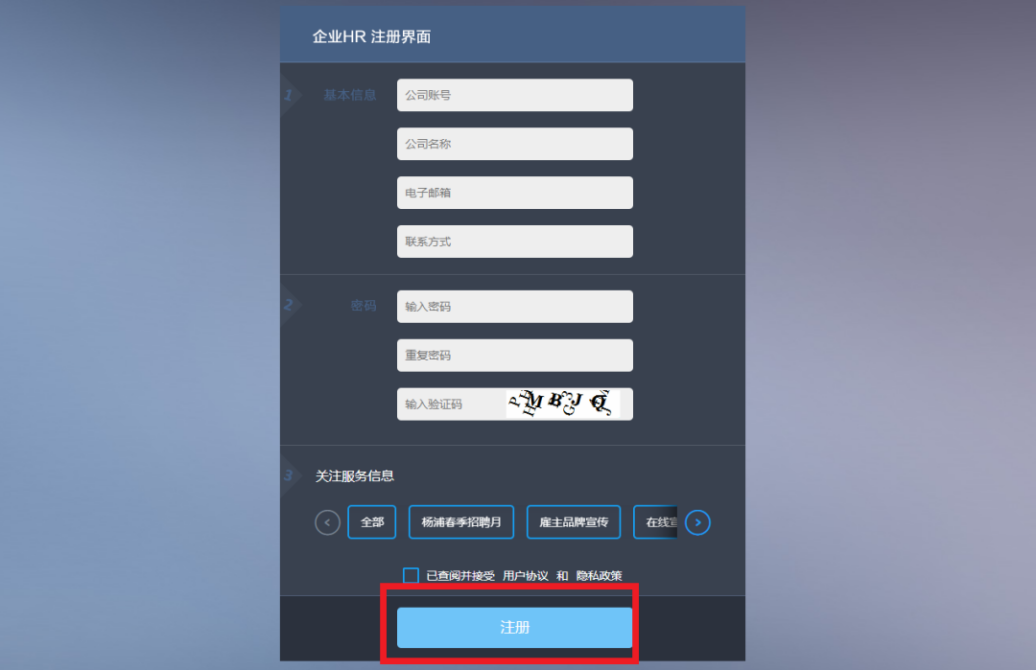 企业HR 注册界面
1 基本信息 公司账号
公司名称
电子邮箱
联系方式
2 密码 输入密码
重复密码
输入验证码
3 关注服务信息
< 全部 杨浦春季招聘月 雇主品牌宣传 在线 >
已查阅并接受 用户协议 和 隐私政策
注册